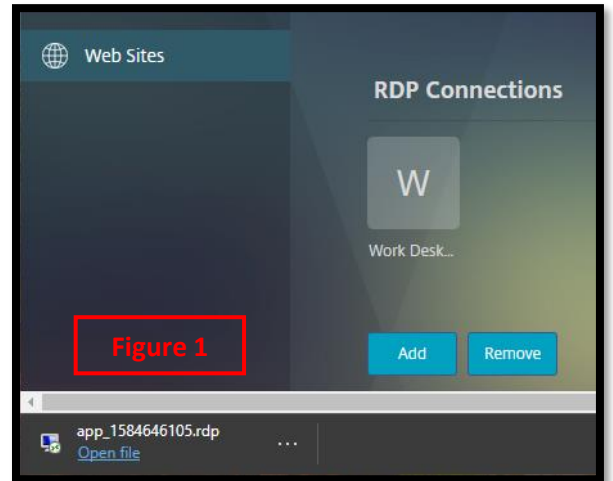 Web Sites
RDP Connections
W
Work Desk...
Figure 1
Add Remove
app_1584646105.rdp
Open file
...